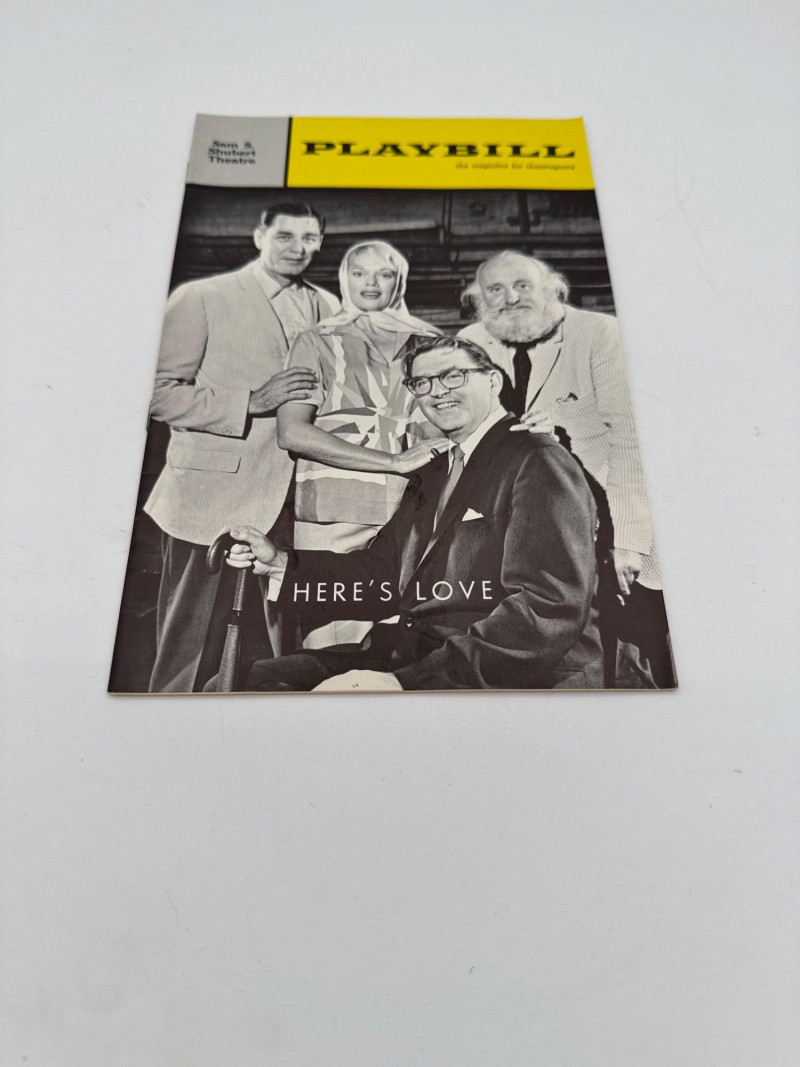 Sam S.
Shubert
Theatre
PLAYBILL
the magazine for theatregoers
HERE'S LOVE